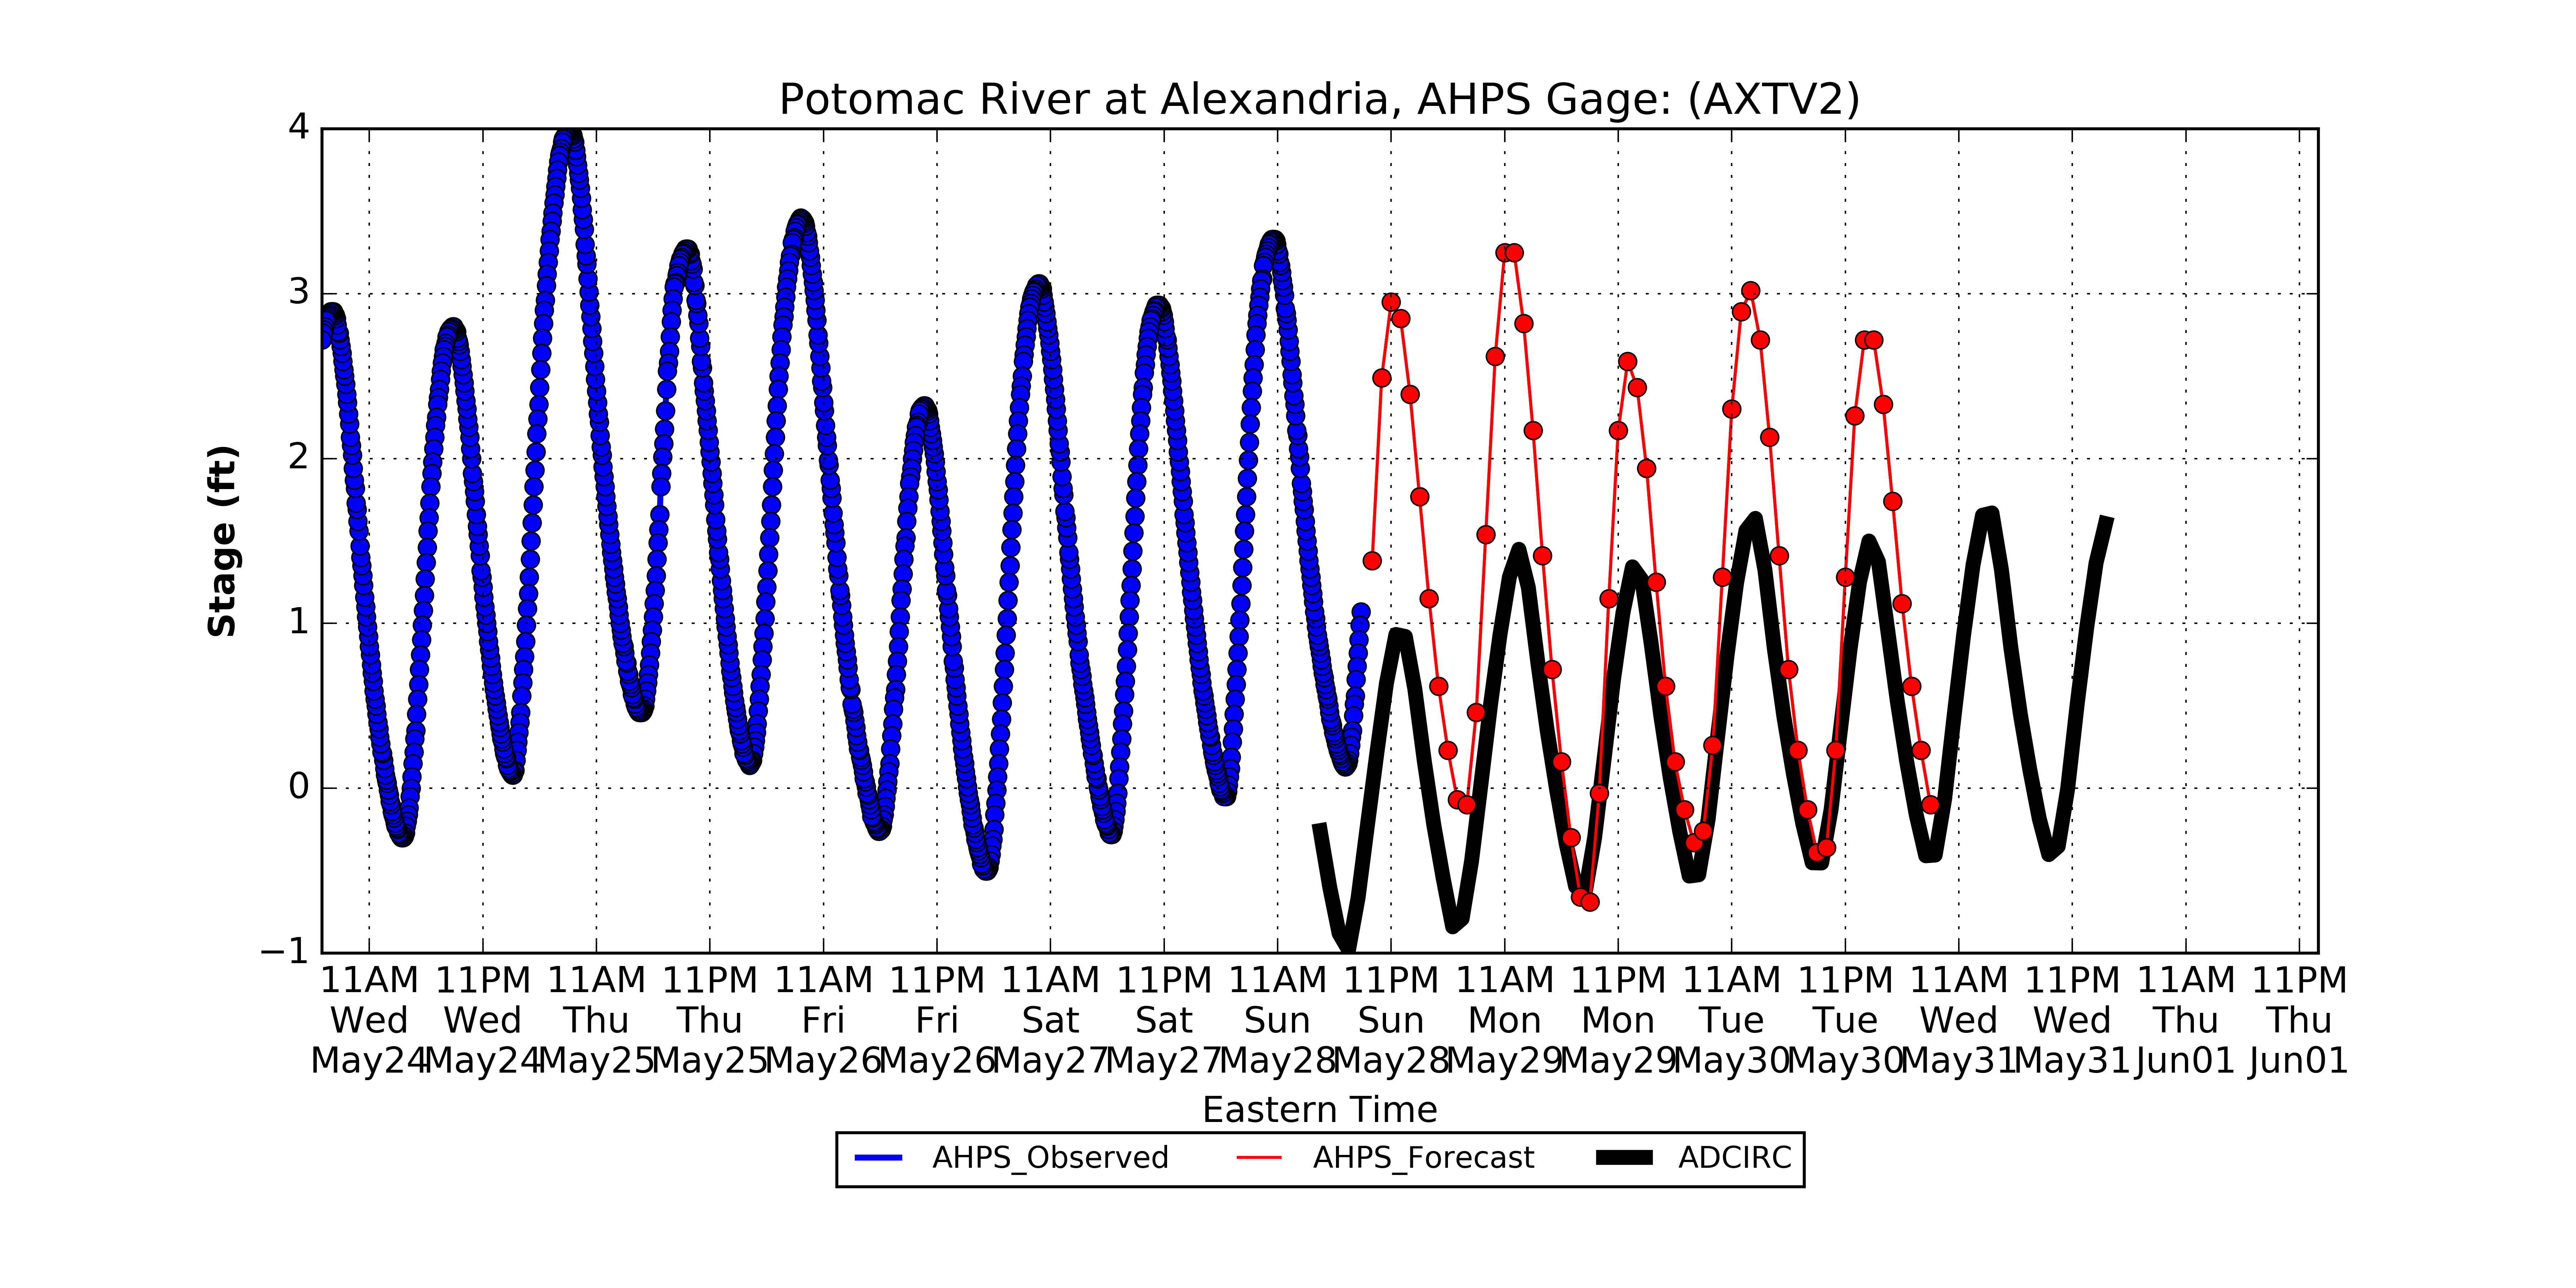 Potomac River at Alexandria, AHPS Gage: (AXTV2)
4
3
2
1
0
−1
Stage (ft)
11AM 11PM 11AM 11PM 11AM 11PM 11AM 11PM 11AM 11PM 11AM 11PM 11AM 11PM 11AM 11PM 11AM 11PM
Wed Wed Thu Thu Fri Fri Sat Sat Sun Sun Mon Mon Tue Tue Wed Wed Thu Thu
May24 May24 May25 May25 May26 May26 May27 May27 May28 May28 May29 May29 May30 May30 May31 May31 Jun01 Jun01
Eastern Time
AHPS_Observed AHPS_Forecast ADCIRC